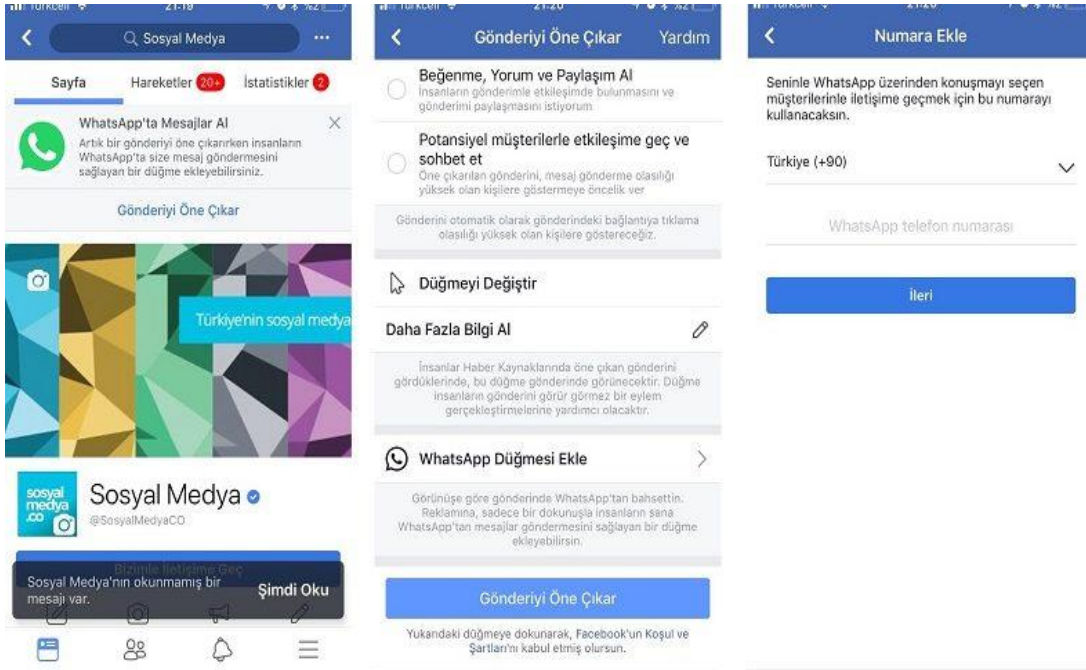 Turkcell
21:19
Sosyal Medya
Sayfa
Hareketler 20+
İstatistikler 2
WhatsApp'ta Mesajlar Al
Artık bir gönderiyi öne çıkarırken insanların
WhatsApp'ta size mesaj göndermesini
sağlayan bir düğme ekleyebilirsiniz.
Gönderiyi Öne Çıkar
Türkiye'nin sosyal medya
sosyal
medya
.co
Sosyal Medya
@SosyalMedyaCO
Bizimle İletişime Geç
Sosyal Medya'nın okunmamış bir
mesajı var.
Şimdi Oku
Turkcell
21:20
Gönderiyi Öne Çıkar
Yardım
Beğenme, Yorum ve Paylaşım Al
İnsanların gönderimle etkileşimde bulunmasını ve
gönderimi paylaşmasını istiyorum
Potansiyel müşterilerle etkileşime geç ve
sohbet et
Öne çıkarılan gönderini, mesaj gönderme olasılığı
yüksek olan kişilere göstermeye öncelik ver
Gönderini otomatik olarak gönderindeki bağlantıya tıklama
olasılığı yüksek olan kişilere göstereceğiz.
Düğmeyi Değiştir
Daha Fazla Bilgi Al
İnsanlar Haber Kaynaklarında öne çıkan gönderini
gördüklerinde, bu düğme gönderinde görünecektir. Düğme
insanların gönderini görür görmez bir eylem
gerçekleştirmelerine yardımcı olacaktır.
WhatsApp Düğmesi Ekle
Görünüşe göre gönderinde WhatsApp'tan bahsettin.
Reklamına, sadece bir dokunuşla insanların sana
WhatsApp'tan mesajlar göndermesini sağlayan bir düğme
ekleyebilirsin.
Gönderiyi Öne Çıkar
Yukarıdaki düğmeye dokunarak, Facebook'un Koşul ve
Şartları'nı kabul etmiş olursun.
Numara Ekle
Seninle WhatsApp üzerinden konuşmayı seçen
müşterilerinle iletişime geçmek için bu numarayı
kullanacaksın.
Türkiye (+90)
WhatsApp telefon numarası
İleri